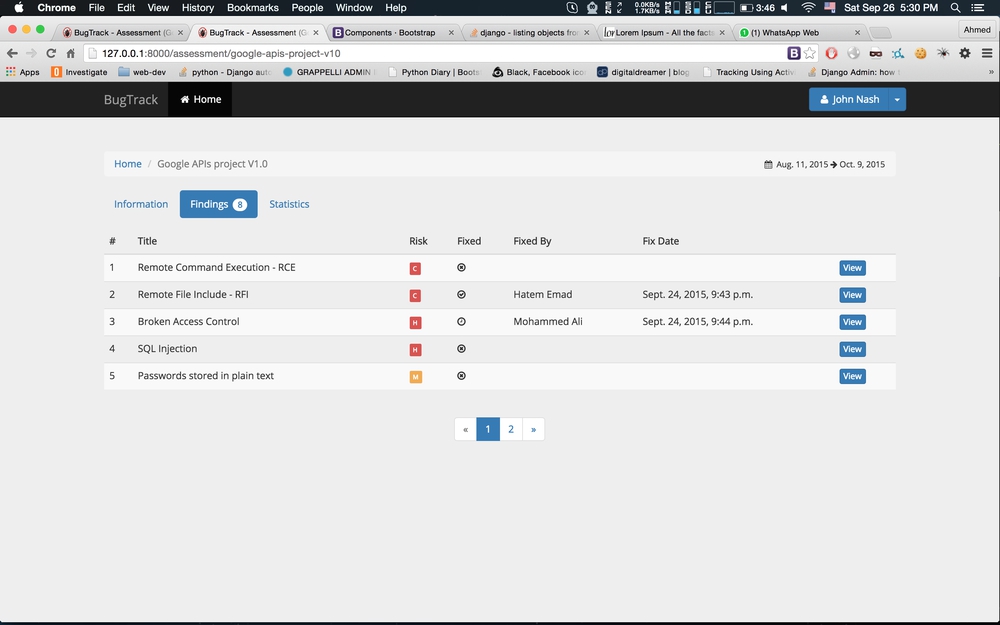 Chrome File Edit View History Bookmarks People Window Help 0.0KB/s 1.7KB/s 3:46 Sat Sep 26 5:30 PM
BugTrack - Assessment (Go BugTrack - Assessment (Go Components · Bootstrap django - listing objects from Lorem Ipsum - All the facts (1) WhatsApp Web Ahmed
127.0.0.1:8000/assessment/google-apis-project-v10
Apps Investigate web-dev python - Django auto GRAPPELLI ADMIN Python Diary | Boots Black, Facebook ico digitaldreamer | blog Tracking Using Activ Django Admin: how
BugTrack Home John Nash
Home / Google APIs project V1.0 Aug. 11, 2015 Oct. 9, 2015
Information Findings 8 Statistics
# Title Risk Fixed Fixed By Fix Date
1 Remote Command Execution - RCE C View
2 Remote File Include - RFI C Hatem Emad Sept. 24, 2015, 9:43 p.m. View
3 Broken Access Control H Mohammed Ali Sept. 24, 2015, 9:44 p.m. View
4 SQL Injection H View
5 Passwords stored in plain text M View
« 1 2 »